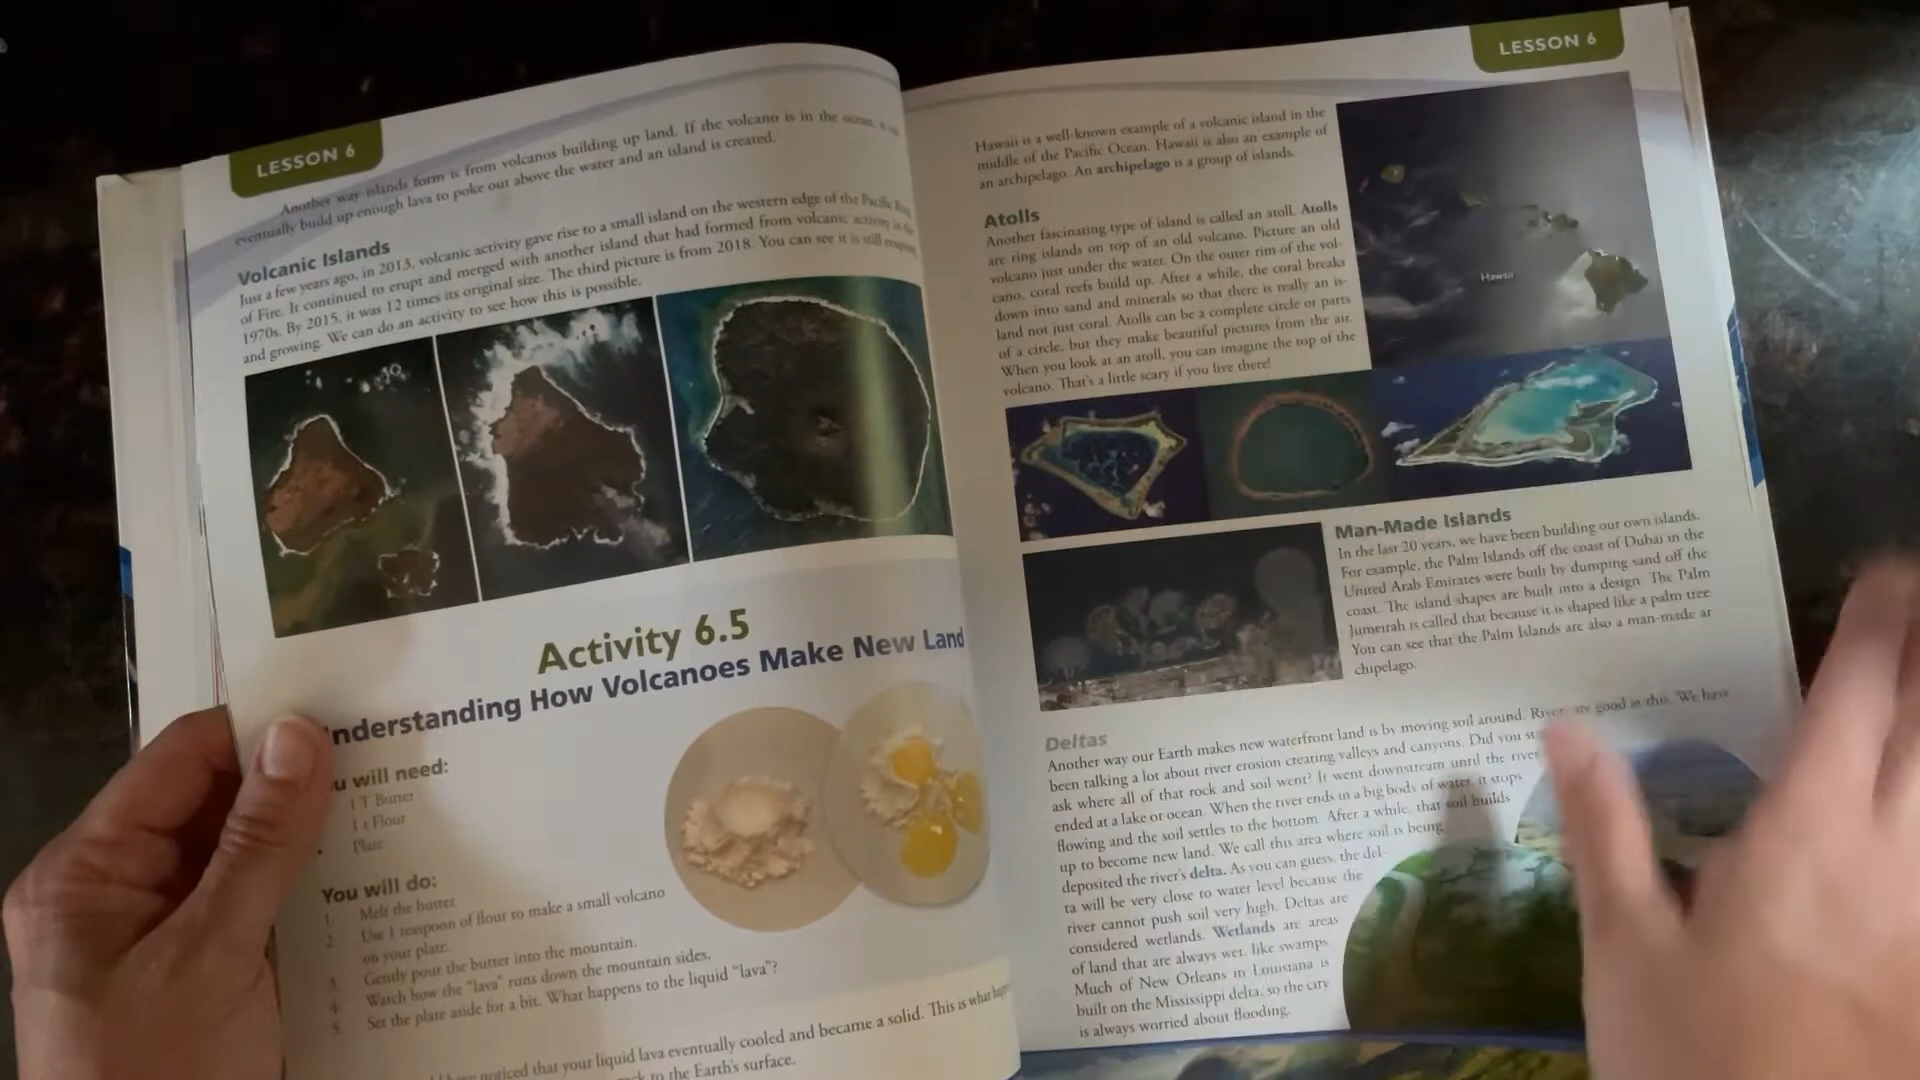 LESSON 6
Another way islands form is from volcanos building up land. If the volcano is in the ocean, it can
eventually build up enough lava to poke out above the water and an island is created.
Volcanic Islands
Just a few years ago, in 2013, volcanic activity gave rise to a small island on the western edge of the Pacific Ring
of Fire. It continued to erupt and merged with another island that had formed from volcanic activity in the
1970s. By 2015, it was 12 times its original size. The third picture is from 2018. You can see it is still erupting
and growing. We can do an activity to see how this is possible.
Activity 6.5
nderstanding How Volcanoes Make New Land
u will need:
1 T Butter
1 t Flour
Plate
You will do:
1. Melt the butter.
2. Use 1 teaspoon of flour to make a small volcano
on your plate.
3. Gently pour the butter into the mountain.
4. Watch how the "lava" runs down the mountain sides.
5. Set the plate aside for a bit. What happens to the liquid "lava"?
noticed that your liquid lava eventually cooled and became a solid. This is what
to the Earth's surface.
LESSON 6
Hawaii is a well-known example of a volcanic island in the
middle of the Pacific Ocean. Hawaii is also an example of
an archipelago. An archipelago is a group of islands.
Atolls
Another fascinating type of island is called an atoll. Atolls
are ring islands on top of an old volcano. Picture an old
volcano just under the water. On the outer rim of the vol-
cano, coral reefs build up. After a while, the coral breaks
down into sand and minerals so that there is really an is-
land not just coral. Atolls can be a complete circle or parts
of a circle, but they make beautiful pictures from the air.
When you look at an atoll, you can imagine the top of the
volcano. That's a little scary if you live there!
Hawaii
Man-Made Islands
In the last 20 years, we have been building our own islands.
For example, the Palm Islands off the coast of Dubai in the
United Arab Emirates were built by dumping sand off the
coast. The island shapes are built into a design. The Palm
Jumeirah is called that because it is shaped like a palm tree.
You can see that the Palm Islands are also a man-made ar
chipelago.
Deltas
Another way our Earth makes new waterfront land is by moving soil around. Rivers are good at this. We have
been talking a lot about river erosion creating valleys and canyons. Did you
ask where all of that rock and soil went? It went downstream until the river
ended at a lake or ocean. When the river ends in a big body of water, it stops
flowing and the soil settles to the bottom. After a while, that soil builds
up to become new land. We call this area where soil is being
deposited the river's delta. As you can guess, the del-
ta will be very close to water level because the
river cannot push soil very high. Deltas are
considered wetlands. Wetlands are areas
of land that are always wet, like swamps.
Much of New Orleans in Louisiana is
built on the Mississippi delta, so the city
is always worried about flooding.